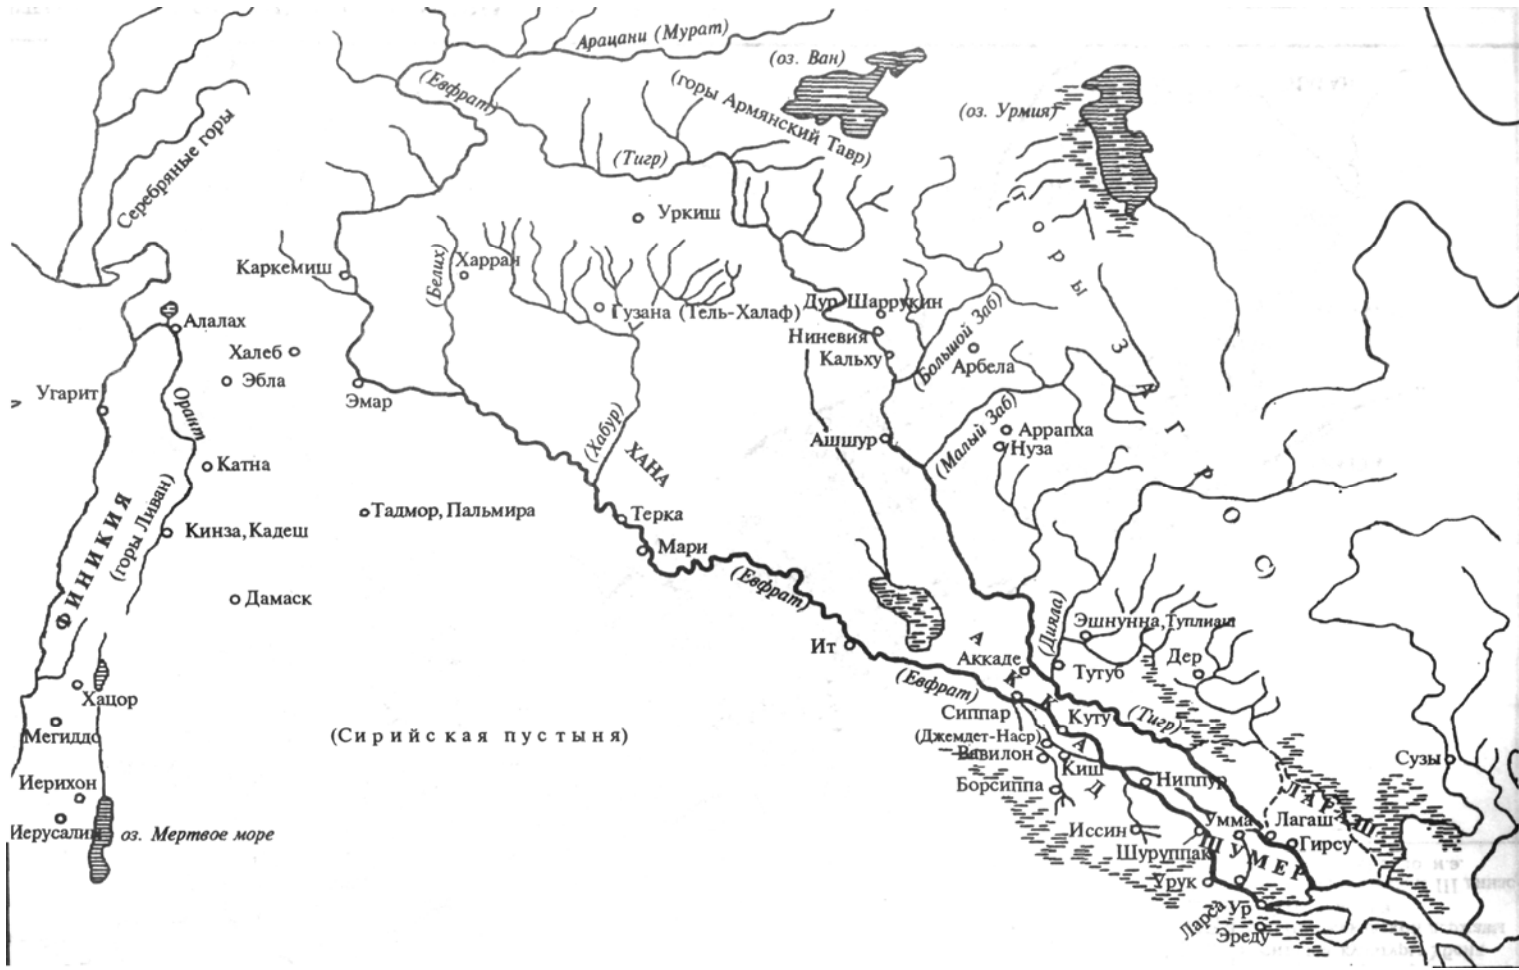 Арацани (Мурат)
(оз. Ван)
(Евфрат)
(горы Армянский Тавр)
(оз. Урмия)
Серебряные горы
(Тигр)
Уркиш
горы ЗАГРОС
Каркемиш
(Белих)
Харран
Гузана (Тель-Халаф)
Дур-Шаррукин
Ниневия
Кальху
(Большой Заб)
Арбела
Алалах
Халеб
Эбла
Угарит
Оронт
Эмар
(Хабур)
ХАНА
Ашшур
(Малый Заб)
Аррапха
Нуза
Катна
ФИНИКИЯ
(горы Ливан)
Кинза, Кадеш
Тадмор, Пальмира
Терка
Мари
(Евфрат)
Дамаск
Ит
(Евфрат)
АККАД
Аккаде
(Дияла)
Эшнунна, Туплиаш
Тутуб
Дер
Хацор
Мегиддо
(Сирийская пустыня)
Сиппар
Куту
(Тигр)
(Джемдет-Наср)
Вавилон
Киш
Борсиппа
Ниппур
Сузы
Иерихон
Иерусалим
оз. Мертвое море
Иссин
Умма
Лагаш
ЛАГАШ
Шуруппак
ШУМЕР
Гирсу
Урук
Ларса
Ур
Эреду